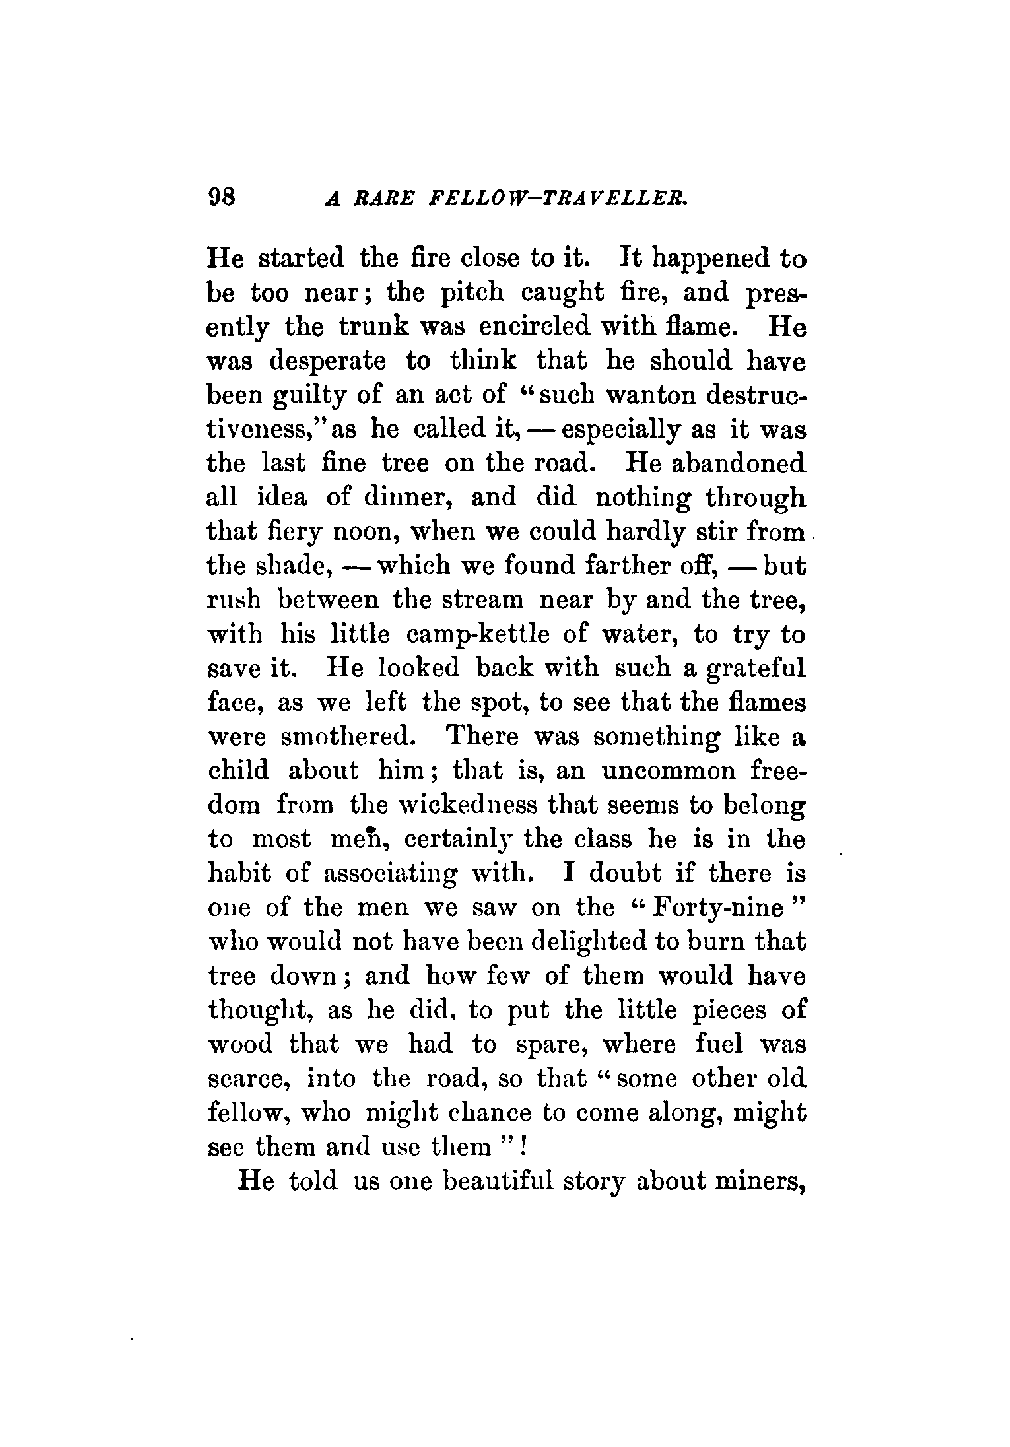 98 A RARE FELLOW–TRAVELLER.
He started the fire close to it. It happened to
be too near; the pitch caught fire, and pres-
ently the trunk was encircled with flame. He
was desperate to think that he should have
been guilty of an act of “such wanton destruc-
tiveness,” as he called it, — especially as it was
the last fine tree on the road. He abandoned
all idea of dinner, and did nothing through
that fiery noon, when we could hardly stir from
the shade, — which we found farther off, — but
rush between the stream near by and the tree,
with his little camp-kettle of water, to try to
save it. He looked back with such a grateful
face, as we left the spot, to see that the flames
were smothered. There was something like a
child about him; that is, an uncommon free-
dom from the wickedness that seems to belong
to most men, certainly the class he is in the
habit of associating with. I doubt if there is
one of the men we saw on the “Forty-nine”
who would not have been delighted to burn that
tree down; and how few of them would have
thought, as he did, to put the little pieces of
wood that we had to spare, where fuel was
scarce, into the road, so that “some other old
fellow, who might chance to come along, might
see them and use them”!
He told us one beautiful story about miners,